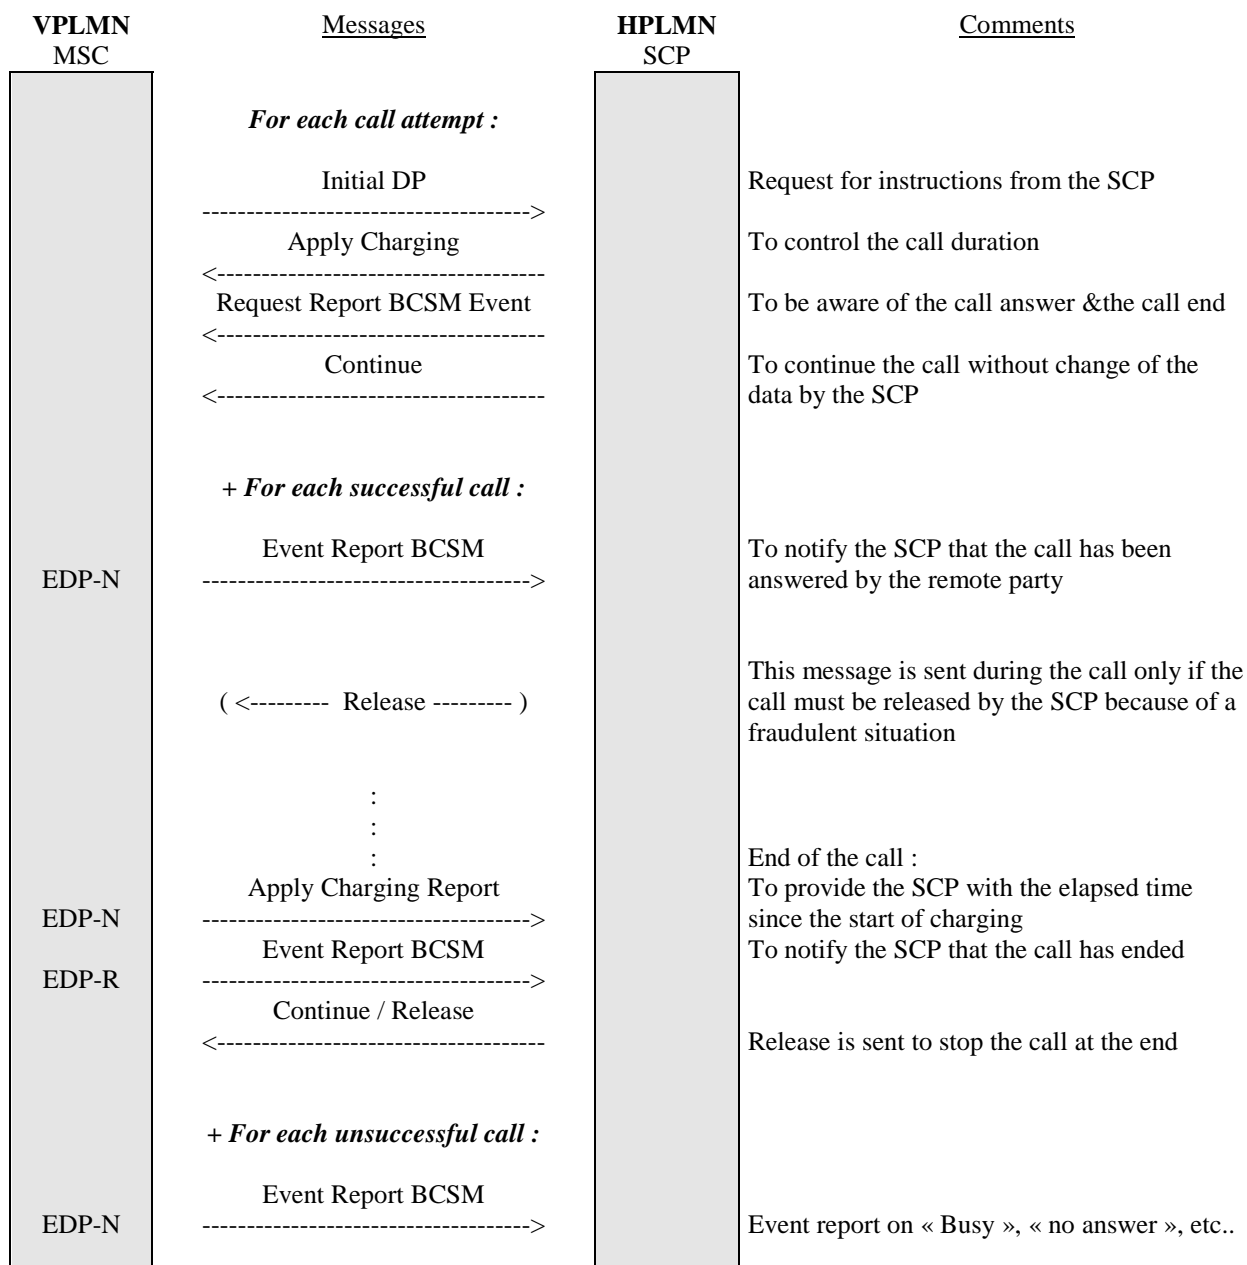 VPLMN Messages HPLMN Comments
MSC SCP
For each call attempt :
Initial DP Request for instructions from the SCP
------------------------------------->
Apply Charging To control the call duration
<-------------------------------------
Request Report BCSM Event To be aware of the call answer &the call end
<-------------------------------------
Continue To continue the call without change of the
<------------------------------------- data by the SCP
+ For each successful call :
Event Report BCSM To notify the SCP that the call has been
EDP-N -------------------------------------> answered by the remote party
This message is sent during the call only if the
( <--------- Release --------- ) call must be released by the SCP because of a
fraudulent situation
:
:
: End of the call :
Apply Charging Report To provide the SCP with the elapsed time
EDP-N -------------------------------------> since the start of charging
Event Report BCSM To notify the SCP that the call has ended
EDP-R ------------------------------------->
Continue / Release
<------------------------------------- Release is sent to stop the call at the end
+ For each unsuccessful call :
Event Report BCSM
EDP-N -------------------------------------> Event report on « Busy », « no answer », etc..